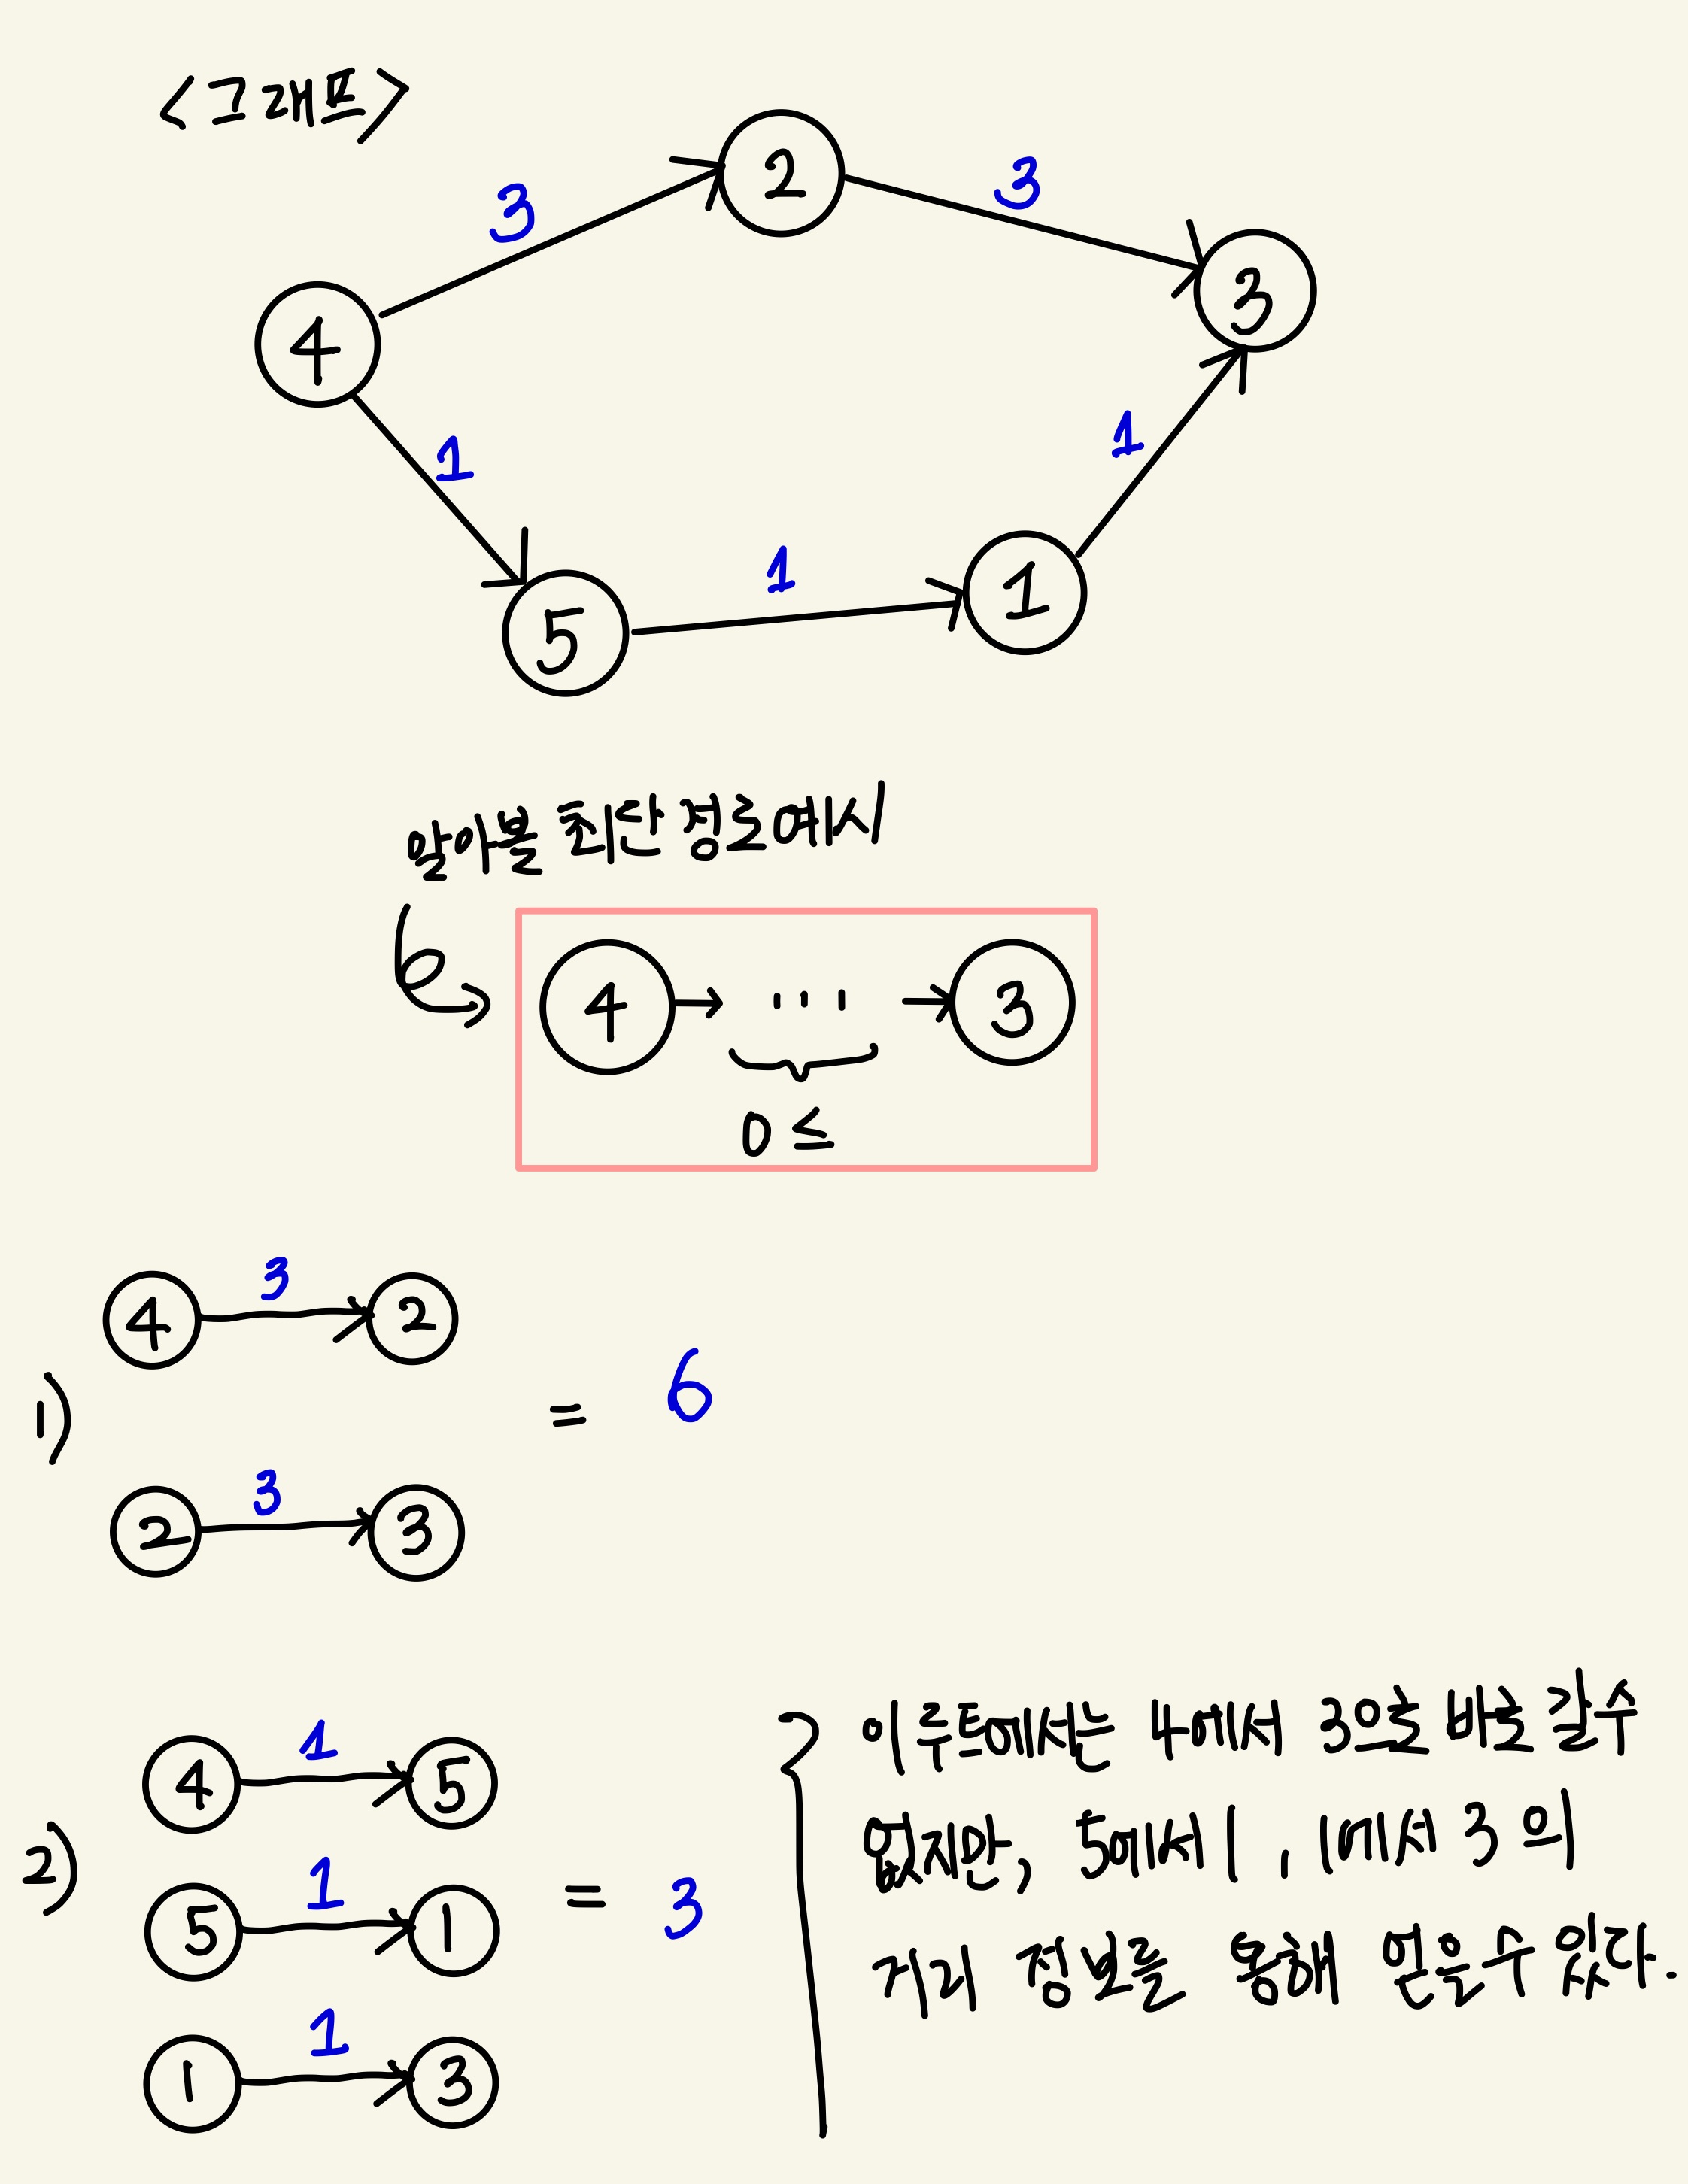 <그래프>
2
3
3
3
4
1
1
1
5
1
알아볼 최단 경로 예시
4 → ... → 3
0 ≤
3
4 → 2
1) = 6
3
2 → 3
1
4 → 5
2)
1
5 → 1
= 3
1
1 → 3
이 루트에서는 4에서 3으로 바로 갈 수
없지만, 5에서 1, 1에서 3 의
거리 정보를 통해 얻을 수 있다.